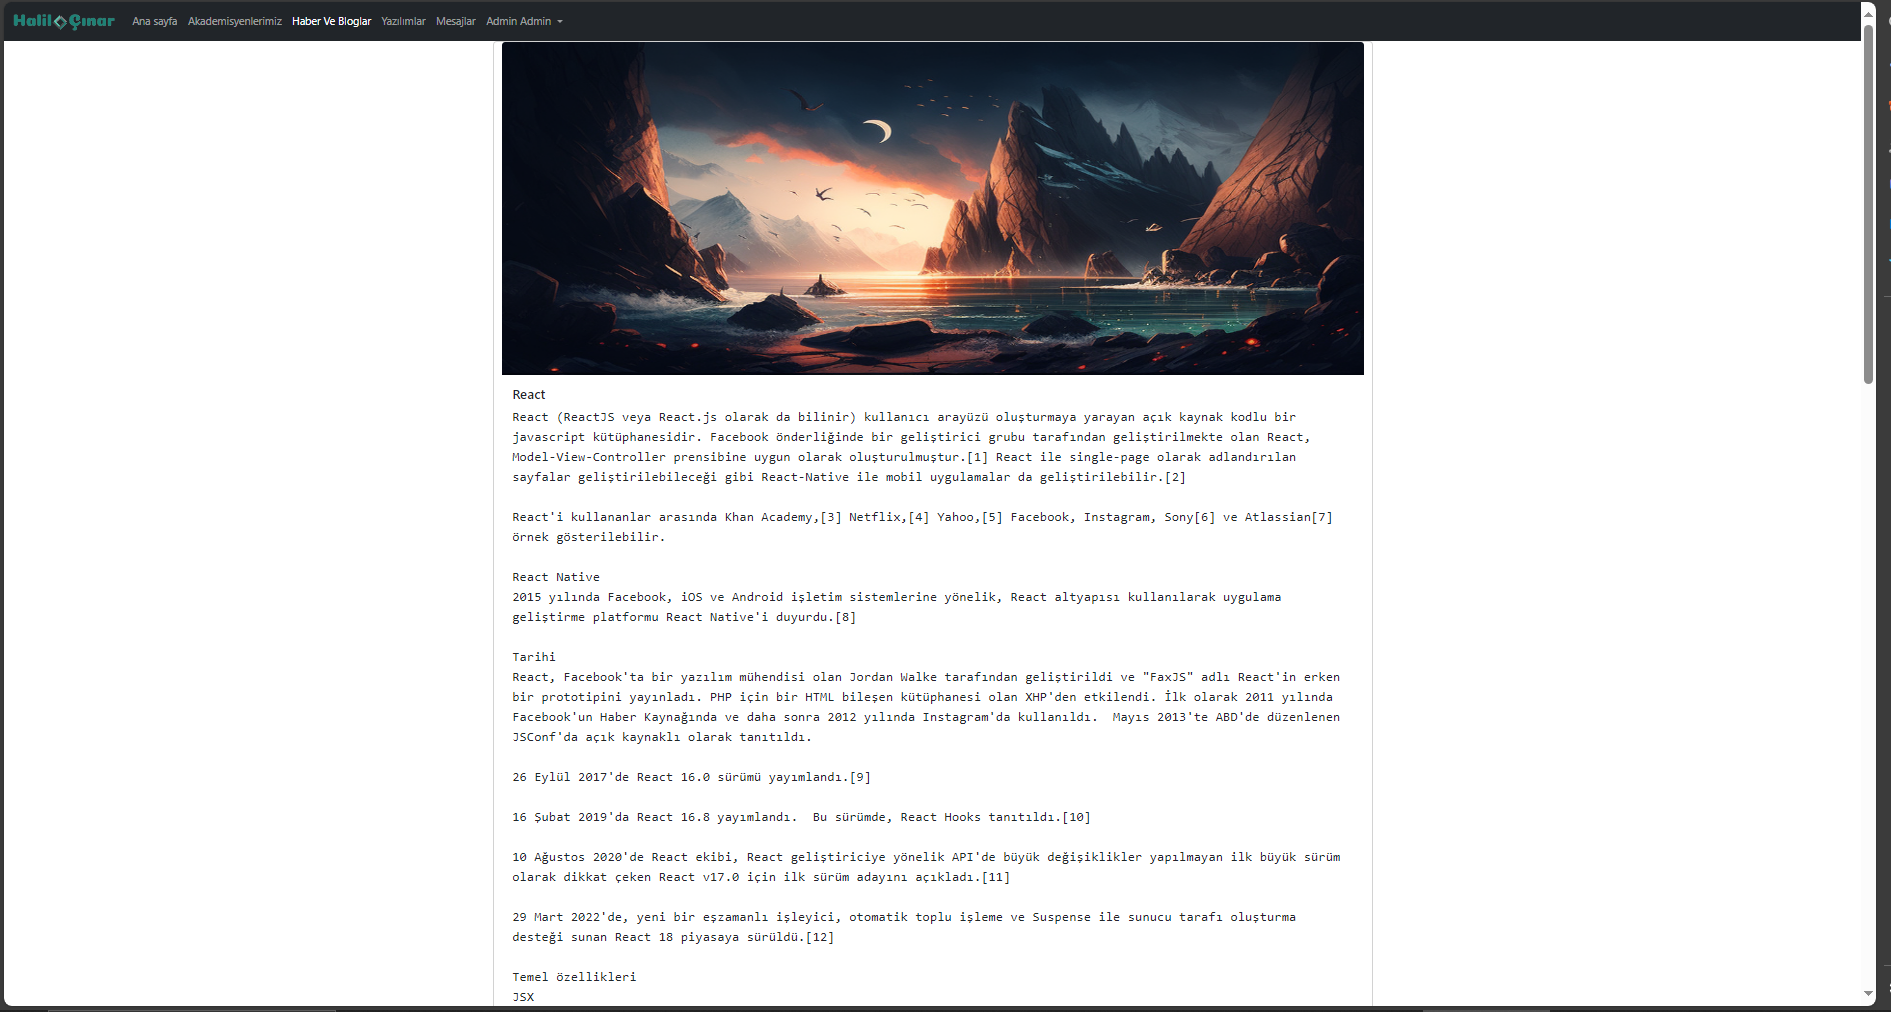 Halil Çınar
Ana sayfa Akademisyenlerimiz Haber Ve Bloglar Yazılımlar Mesajlar Admin Admin
React
React (ReactJS veya React.js olarak da bilinir) kullanıcı arayüzü oluşturmaya yarayan açık kaynak kodlu bir
javascript kütüphanesidir. Facebook önderliğinde bir geliştirici grubu tarafından geliştirilmekte olan React,
Model-View-Controller prensibine uygun olarak oluşturulmuştur.[1] React ile single-page olarak adlandırılan
sayfalar geliştirilebileceği gibi React-Native ile mobil uygulamalar da geliştirilebilir.[2]
React'i kullananlar arasında Khan Academy,[3] Netflix,[4] Yahoo,[5] Facebook, Instagram, Sony[6] ve Atlassian[7]
örnek gösterilebilir.
React Native
2015 yılında Facebook, iOS ve Android işletim sistemlerine yönelik, React altyapısı kullanılarak uygulama
geliştirme platformu React Native'i duyurdu.[8]
Tarihi
React, Facebook'ta bir yazılım mühendisi olan Jordan Walke tarafından geliştirildi ve "FaxJS" adlı React'in erken
bir prototipini yayınladı. PHP için bir HTML bileşen kütüphanesi olan XHP'den etkilendi. İlk olarak 2011 yılında
Facebook'un Haber Kaynağında ve daha sonra 2012 yılında Instagram'da kullanıldı.  Mayıs 2013'te ABD'de düzenlenen
JSConf'da açık kaynaklı olarak tanıtıldı.
26 Eylül 2017'de React 16.0 sürümü yayımlandı.[9]
16 Şubat 2019'da React 16.8 yayımlandı.  Bu sürümde, React Hooks tanıtıldı.[10]
10 Ağustos 2020'de React ekibi, React geliştiriciye yönelik API'de büyük değişiklikler yapılmayan ilk büyük sürüm
olarak dikkat çeken React v17.0 için ilk sürüm adayını açıkladı.[11]
29 Mart 2022'de, yeni bir eşzamanlı işleyici, otomatik toplu işleme ve Suspense ile sunucu tarafı oluşturma
desteği sunan React 18 piyasaya sürüldü.[12]
Temel özellikleri
JSX